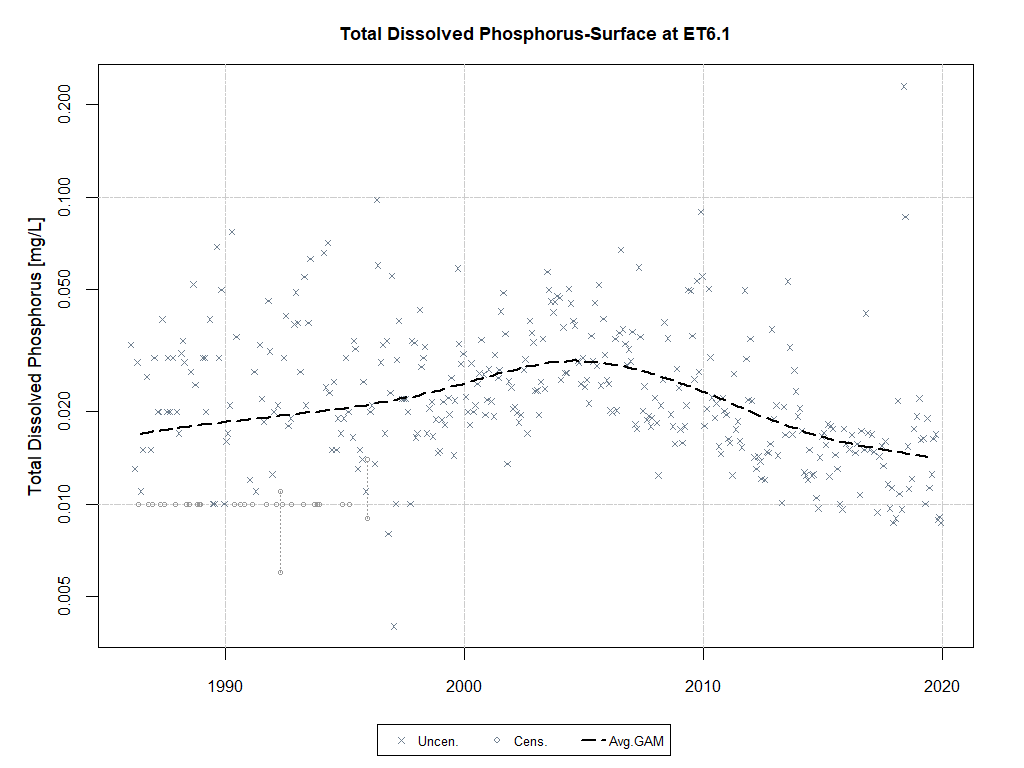 Total Dissolved Phosphorus-Surface at ET6.1
Total Dissolved Phosphorus [mg/L]
0.200
0.100
0.050
0.020
0.010
0.005
1990 2000 2010 2020
Uncen. Cens. Avg.GAM